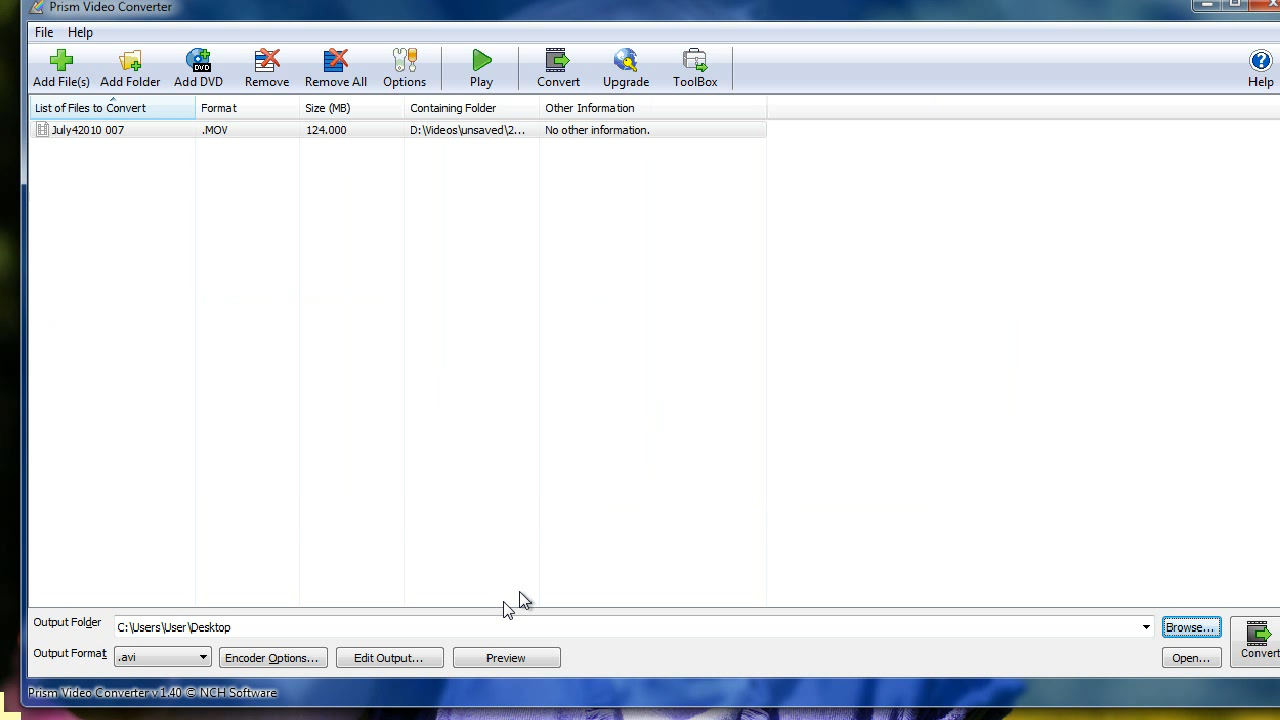 Prism Video Converter
File Help
Add File(s) Add Folder Add DVD Remove Remove All Options Play Convert Upgrade ToolBox Help
List of Files to Convert Format Size (MB) Containing Folder Other Information
July42010 007 .MOV 124.000 D:\Videos\unsaved\2... No other information.
Output Folder C:\Users\User\Desktop Browse...
Output Format .avi Encoder Options... Edit Output... Preview Open... Convert
Prism Video Converter v 1.40 © NCH Software